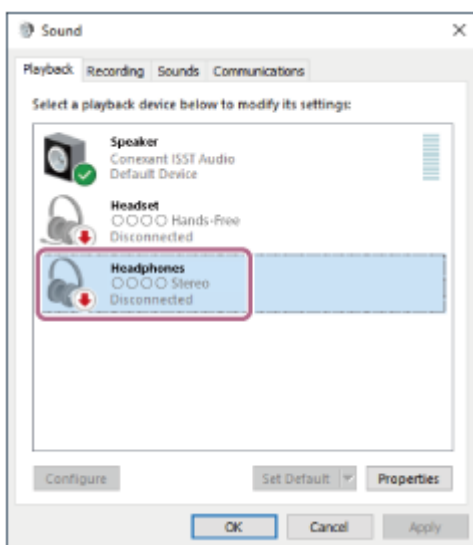 Sound
Playback Recording Sounds Communications
Select a playback device below to modify its settings:
Speaker
Conexant ISST Audio
Default Device
Headset
○○○○ Hands-Free
Disconnected
Headphones
○○○○ Stereo
Disconnected
Configure Set Default Properties
OK Cancel Apply